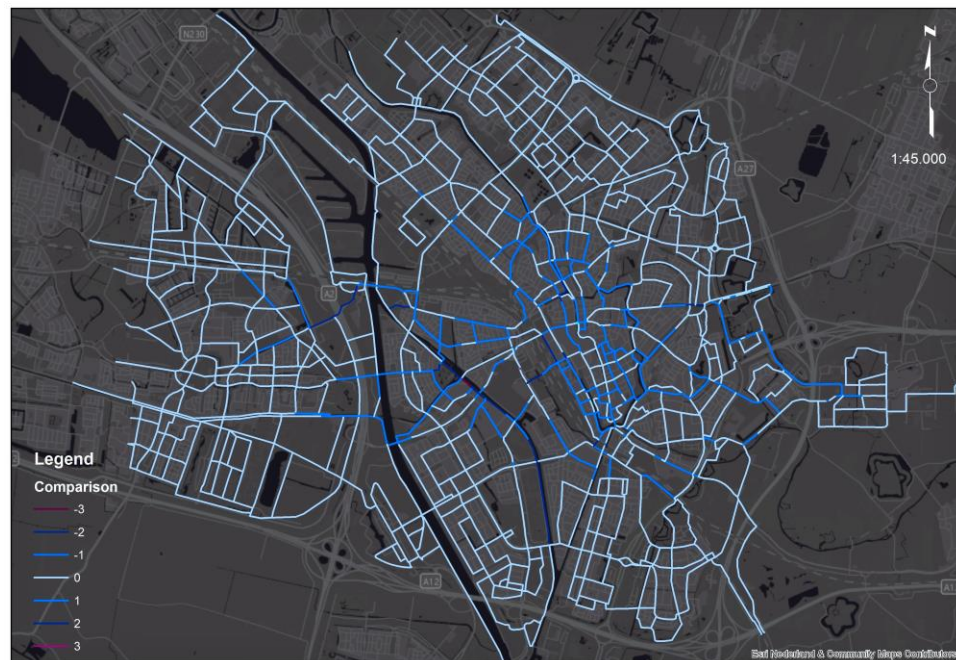 N230
N
1:45.000
A27
A2
Legend
Comparison
-3
-2
-1
0
1
2
3
A12
Esri Nederland & Community Maps Contributors